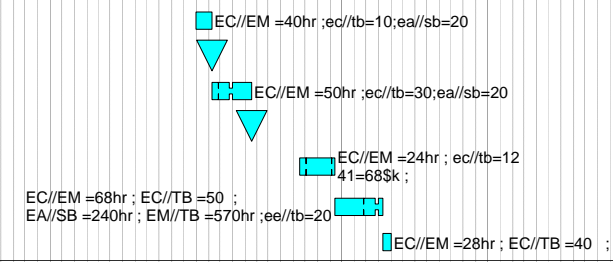 EC//EM =40hr ;ec//tb=10;ea//sb=20
EC//EM =50hr ;ec//tb=30;ea//sb=20
EC//EM =24hr ; ec//tb=12
41=68$k ;
EC//EM =68hr ; EC//TB =50  ;
EA//SB =240hr ; EM//TB =570hr ;ee//tb=20
EC//EM =28hr ; EC//TB =40   ;